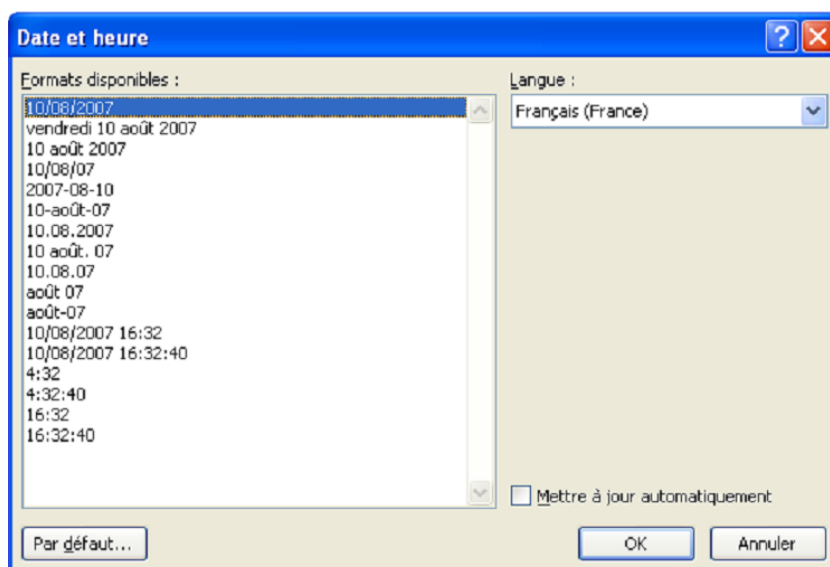 Date et heure
Formats disponibles :
10/08/2007
vendredi 10 août 2007
10 août 2007
10/08/07
2007-08-10
10-août-07
10.08.2007
10 août. 07
10.08.07
août 07
août-07
10/08/2007 16:32
10/08/2007 16:32:40
4:32
4:32:40
16:32
16:32:40
Langue :
Français (France)
Mettre à jour automatiquement
Par défaut...
OK
Annuler